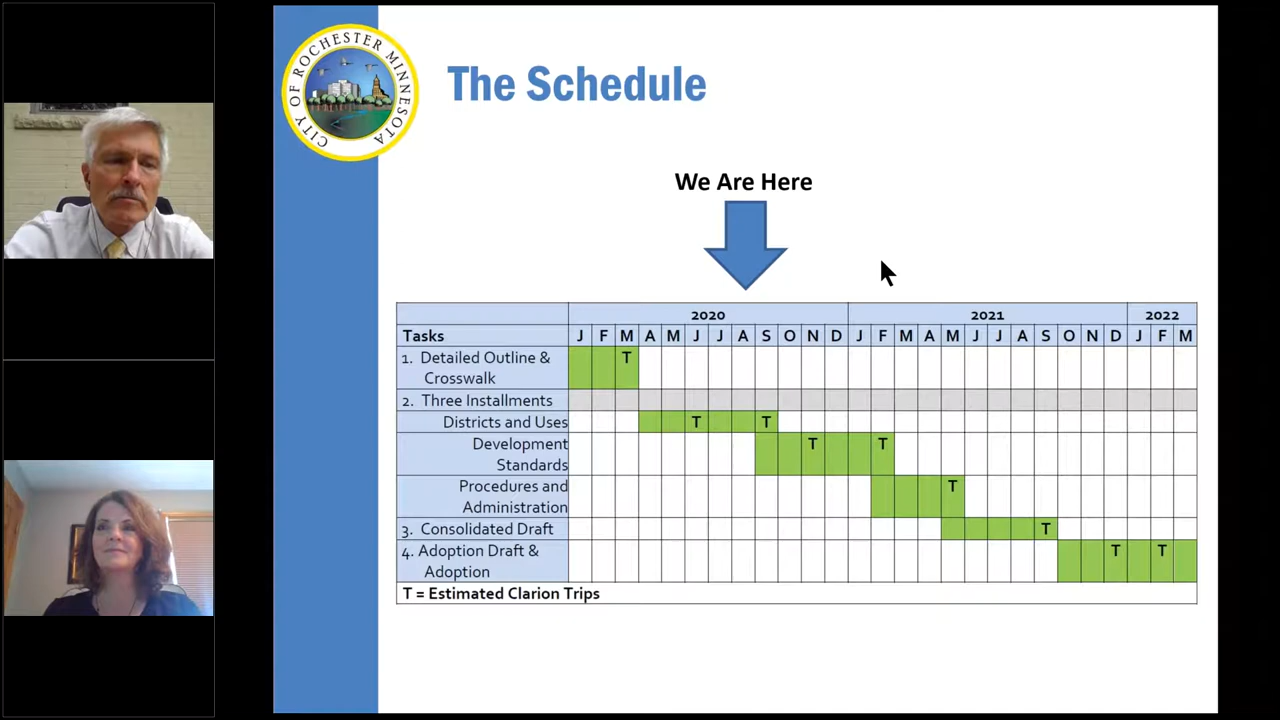 CITY OF ROCHESTER MINNESOTA
The Schedule
We Are Here
2020 2021 2022
Tasks J F M A M J J A S O N D J F M A M J J A S O N D J F M
1. Detailed Outline & T
Crosswalk
2. Three Installments
Districts and Uses T T
Development T T
Standards
Procedures and T
Administration
3. Consolidated Draft T
4. Adoption Draft & T T
Adoption
T = Estimated Clarion Trips